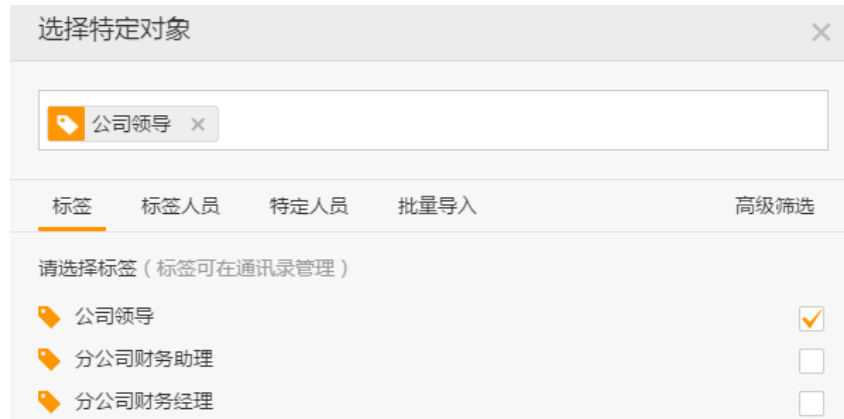 选择特定对象
公司领导
标签 标签人员 特定人员 批量导入 高级筛选
请选择标签(标签可在通讯录管理)
公司领导
分公司财务助理
分公司财务经理